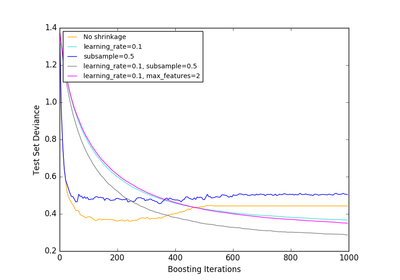 1.4
1.2
1.0
0.8
0.6
0.4
0.2
Test Set Deviance
No shrinkage
learning_rate=0.1
subsample=0.5
learning_rate=0.1, subsample=0.5
learning_rate=0.1, max_features=2
0 200 400 600 800 1000
Boosting Iterations